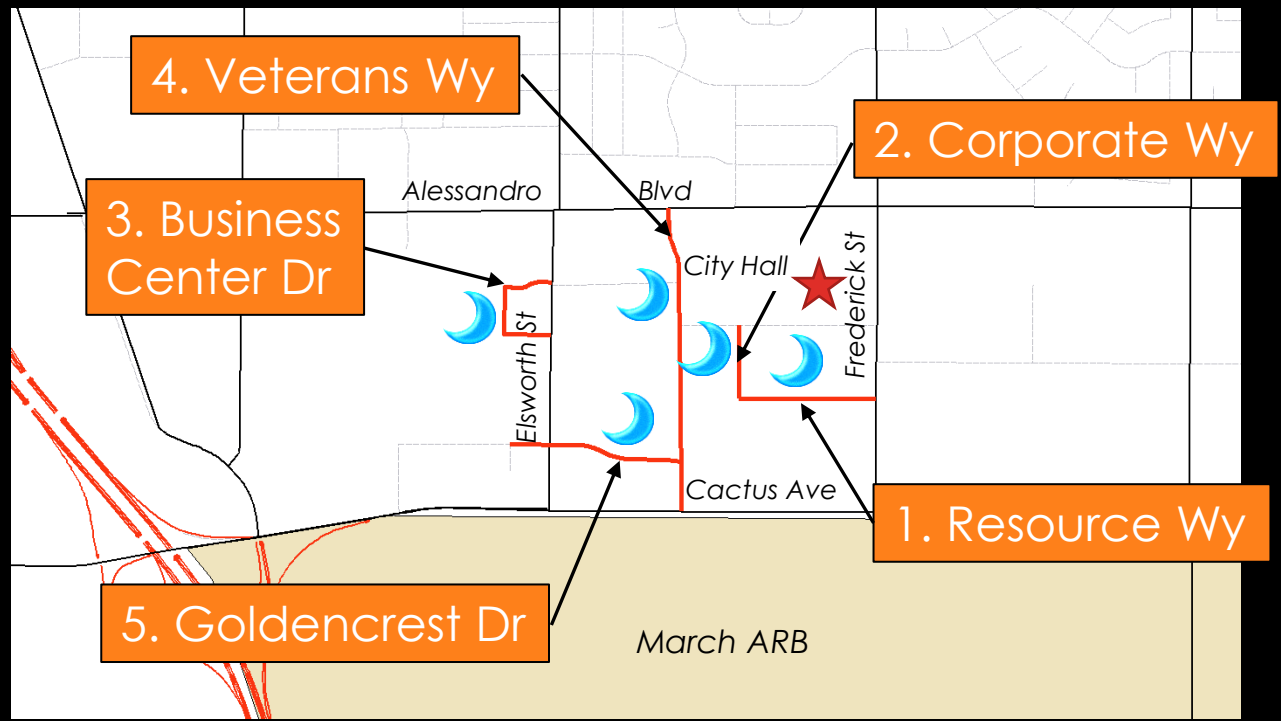 4. Veterans Wy
2. Corporate Wy
Alessandro
Blvd
3. Business
Center Dr
City Hall
Frederick St
Elsworth St
Cactus Ave
1. Resource Wy
5. Goldencrest Dr
March ARB